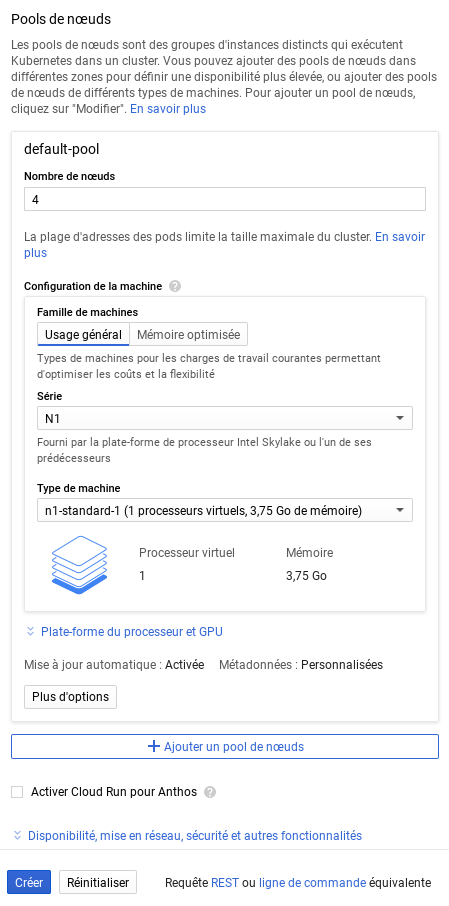 Pools de nœuds
Les pools de nœuds sont des groupes d'instances distincts qui exécutent
Kubernetes dans un cluster. Vous pouvez ajouter des pools de nœuds dans
différentes zones pour définir une disponibilité plus élevée, ou ajouter des pools
de nœuds de différents types de machines. Pour ajouter un pool de nœuds,
cliquez sur "Modifier". En savoir plus
default-pool
Nombre de nœuds
4
La plage d'adresses des pods limite la taille maximale du cluster. En savoir
plus
Configuration de la machine ?
Famille de machines
Usage général Mémoire optimisée
Types de machines pour les charges de travail courantes permettant
d'optimiser les coûts et la flexibilité
Série
N1
Fourni par la plate-forme de processeur Intel Skylake ou l'un de ses
prédécesseurs
Type de machine
n1-standard-1 (1 processeurs virtuels, 3,75 Go de mémoire)
Processeur virtuel Mémoire
1 3,75 Go
Plate-forme du processeur et GPU
Mise à jour automatique : Activée Métadonnées : Personnalisées
Plus d'options
Ajouter un pool de nœuds
Activer Cloud Run pour Anthos ?
Disponibilité, mise en réseau, sécurité et autres fonctionnalités
Créer Réinitialiser Requête REST ou ligne de commande équivalente